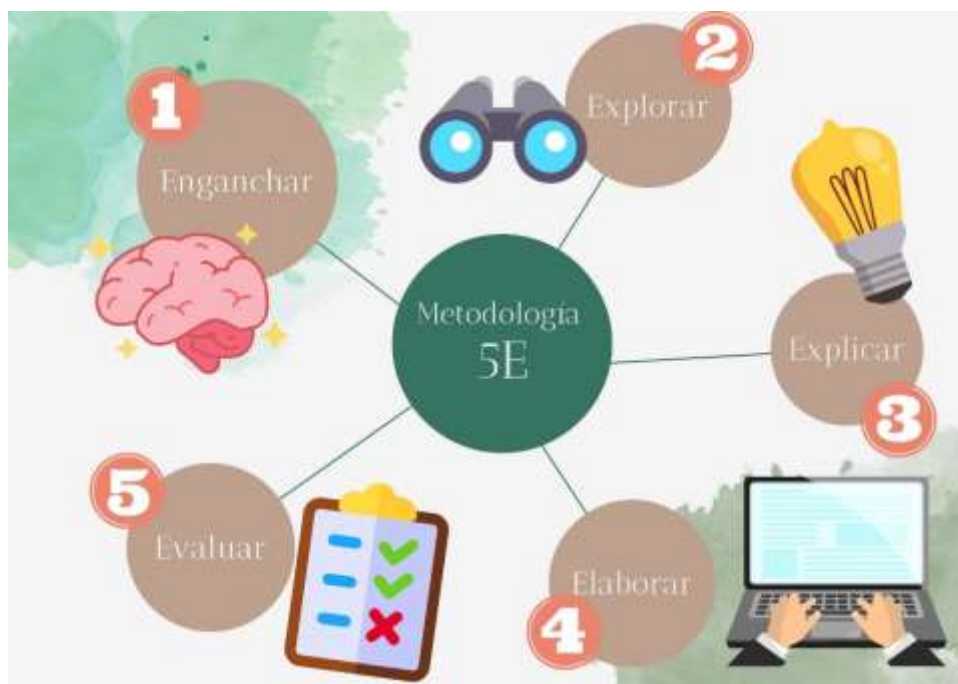 1
Enganchar
2
Explorar
Metodología
5E
Explicar
3
Elaborar
4
5
Evaluar